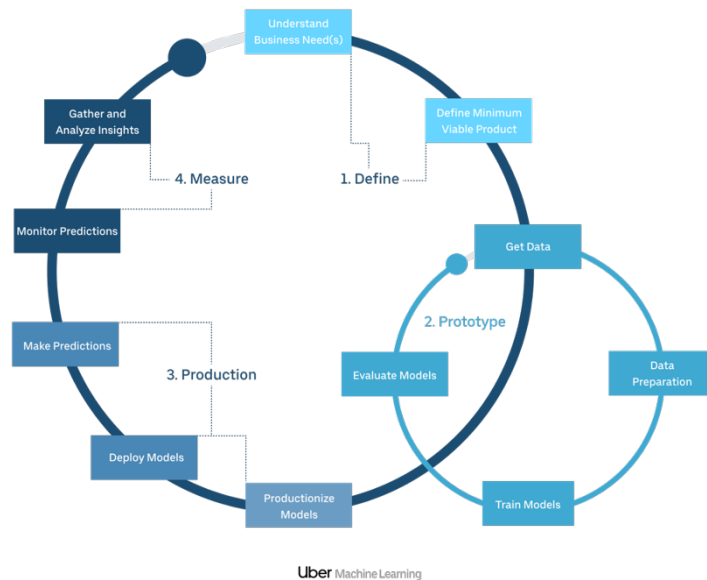 Understand
Business Need(s)
Define Minimum
Viable Product
1. Define
Get Data
2. Prototype
Data
Preparation
Train Models
Evaluate Models
Productionize
Models
Deploy Models
3. Production
Make Predictions
Monitor Predictions
4. Measure
Gather and
Analyze Insights
Uber Machine Learning